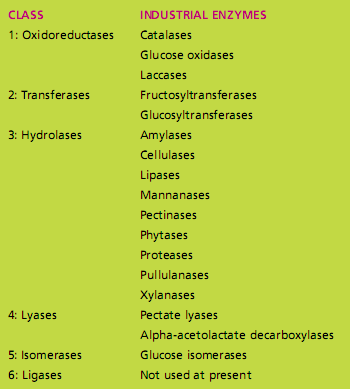 CLASS INDUSTRIAL ENZYMES
1: Oxidoreductases Catalases
Glucose oxidases
Laccases
2: Transferases Fructosyltransferases
Glucosyltransferases
3: Hydrolases Amylases
Cellulases
Lipases
Mannanases
Pectinases
Phytases
Proteases
Pullulanases
Xylanases
4: Lyases Pectate lyases
Alpha-acetolactate decarboxylases
5: Isomerases Glucose isomerases
6: Ligases Not used at present